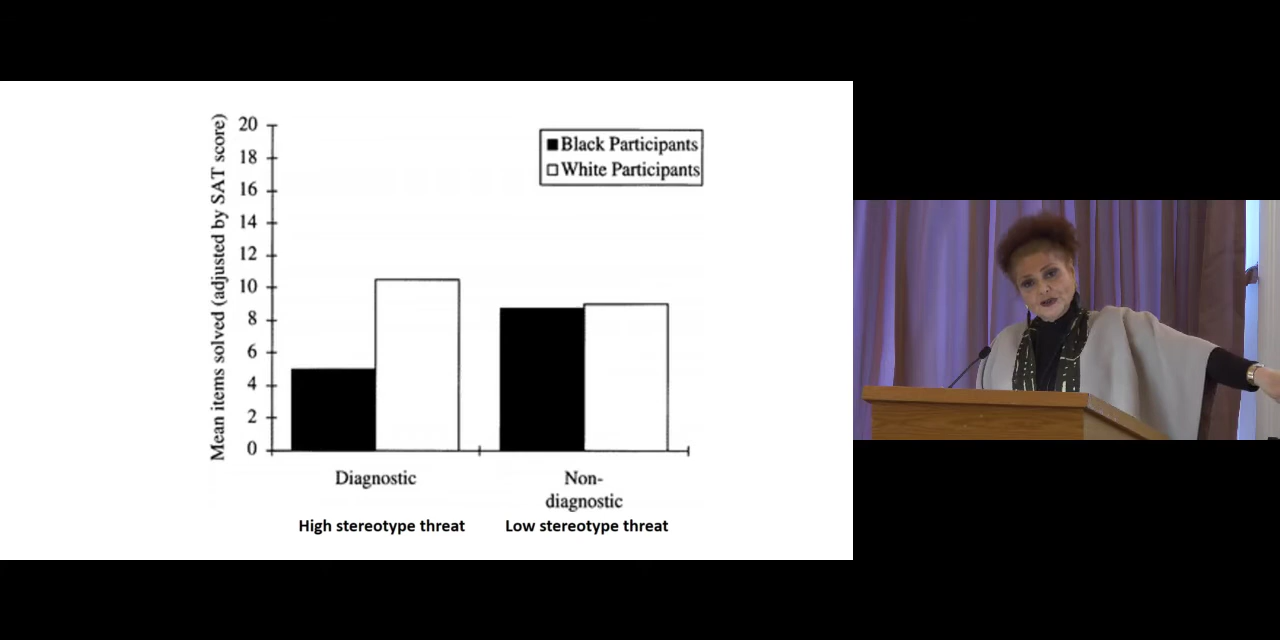 Mean items solved (adjusted by SAT score)
20
18
16
14
12
10
8
6
4
2
0
Black Participants
White Participants
Diagnostic
Non-
diagnostic
High stereotype threat
Low stereotype threat